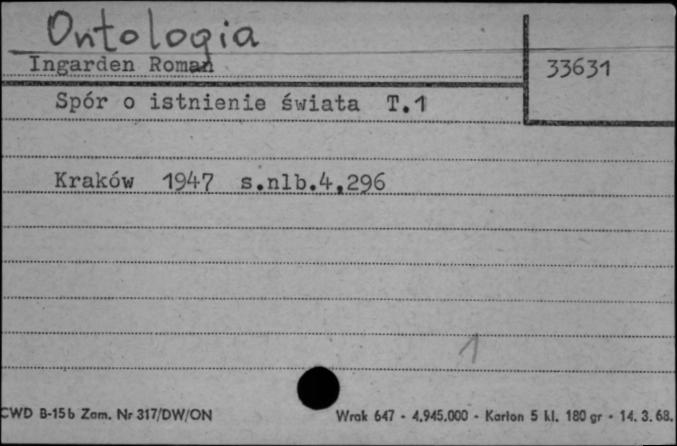 Ontologia
Ingarden Roman
33631
Spór o istnienie świata T.1
Kraków 1947 s.nlb.4,296
1
CWD B-15b Zam. Nr 317/DW/ON
Wrak 647 - 4.945.000 - Karton 5 kl. 180 gr - 14. 3. 68.